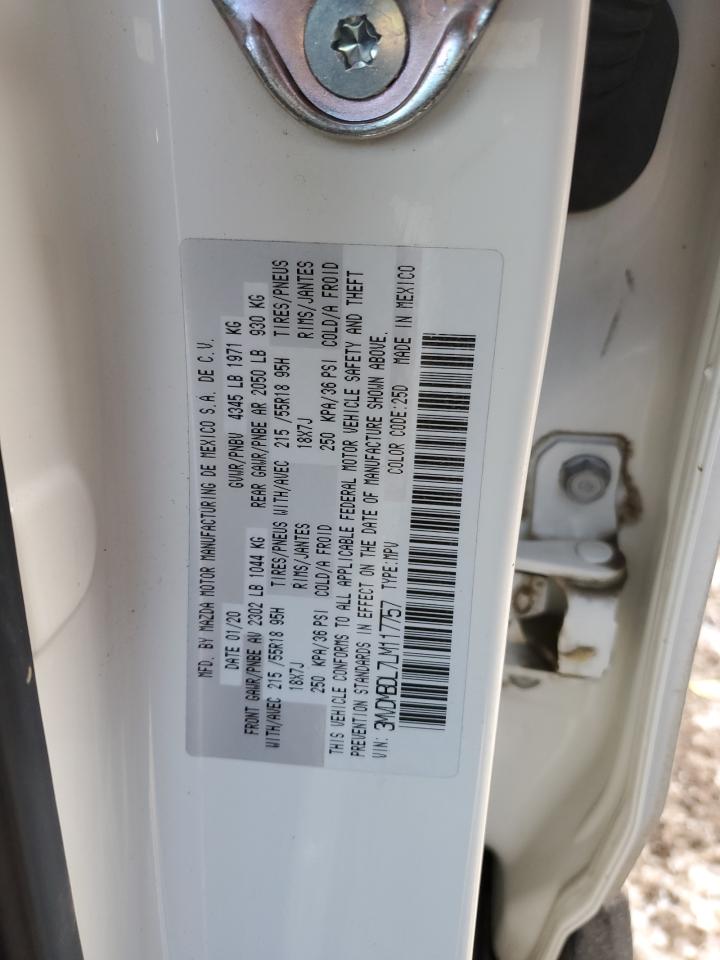 MFD. BY MAZDA MOTOR MANUFACTURING DE MEXICO S.A. DE C.V.
DATE 01/20 GVWR/PNBV 4345 LB 1971 KG
FRONT GAWR/PNBE AV 2302 LB 1044 KG REAR GAWR/PNBE AR 2050 LB 930 KG
WITH/AVEC 215 /55R18 95H TIRES/PNEUS WITH/AVEC 215 /55R18 95H TIRES/PNEUS
18X7J RIMS/JANTES 18X7J RIMS/JANTES
250 KPA/36 PSI COLD/A FROID 250 KPA/36 PSI COLD/A FROID
THIS VEHICLE CONFORMS TO ALL APPLICABLE FEDERAL MOTOR VEHICLE SAFETY AND THEFT
PREVENTION STANDARDS IN EFFECT ON THE DATE OF MANUFACTURE SHOWN ABOVE.
VIN: 3MVDMBDL7LM117757 TYPE:MPV COLOR CODE:25D MADE IN MEXICO